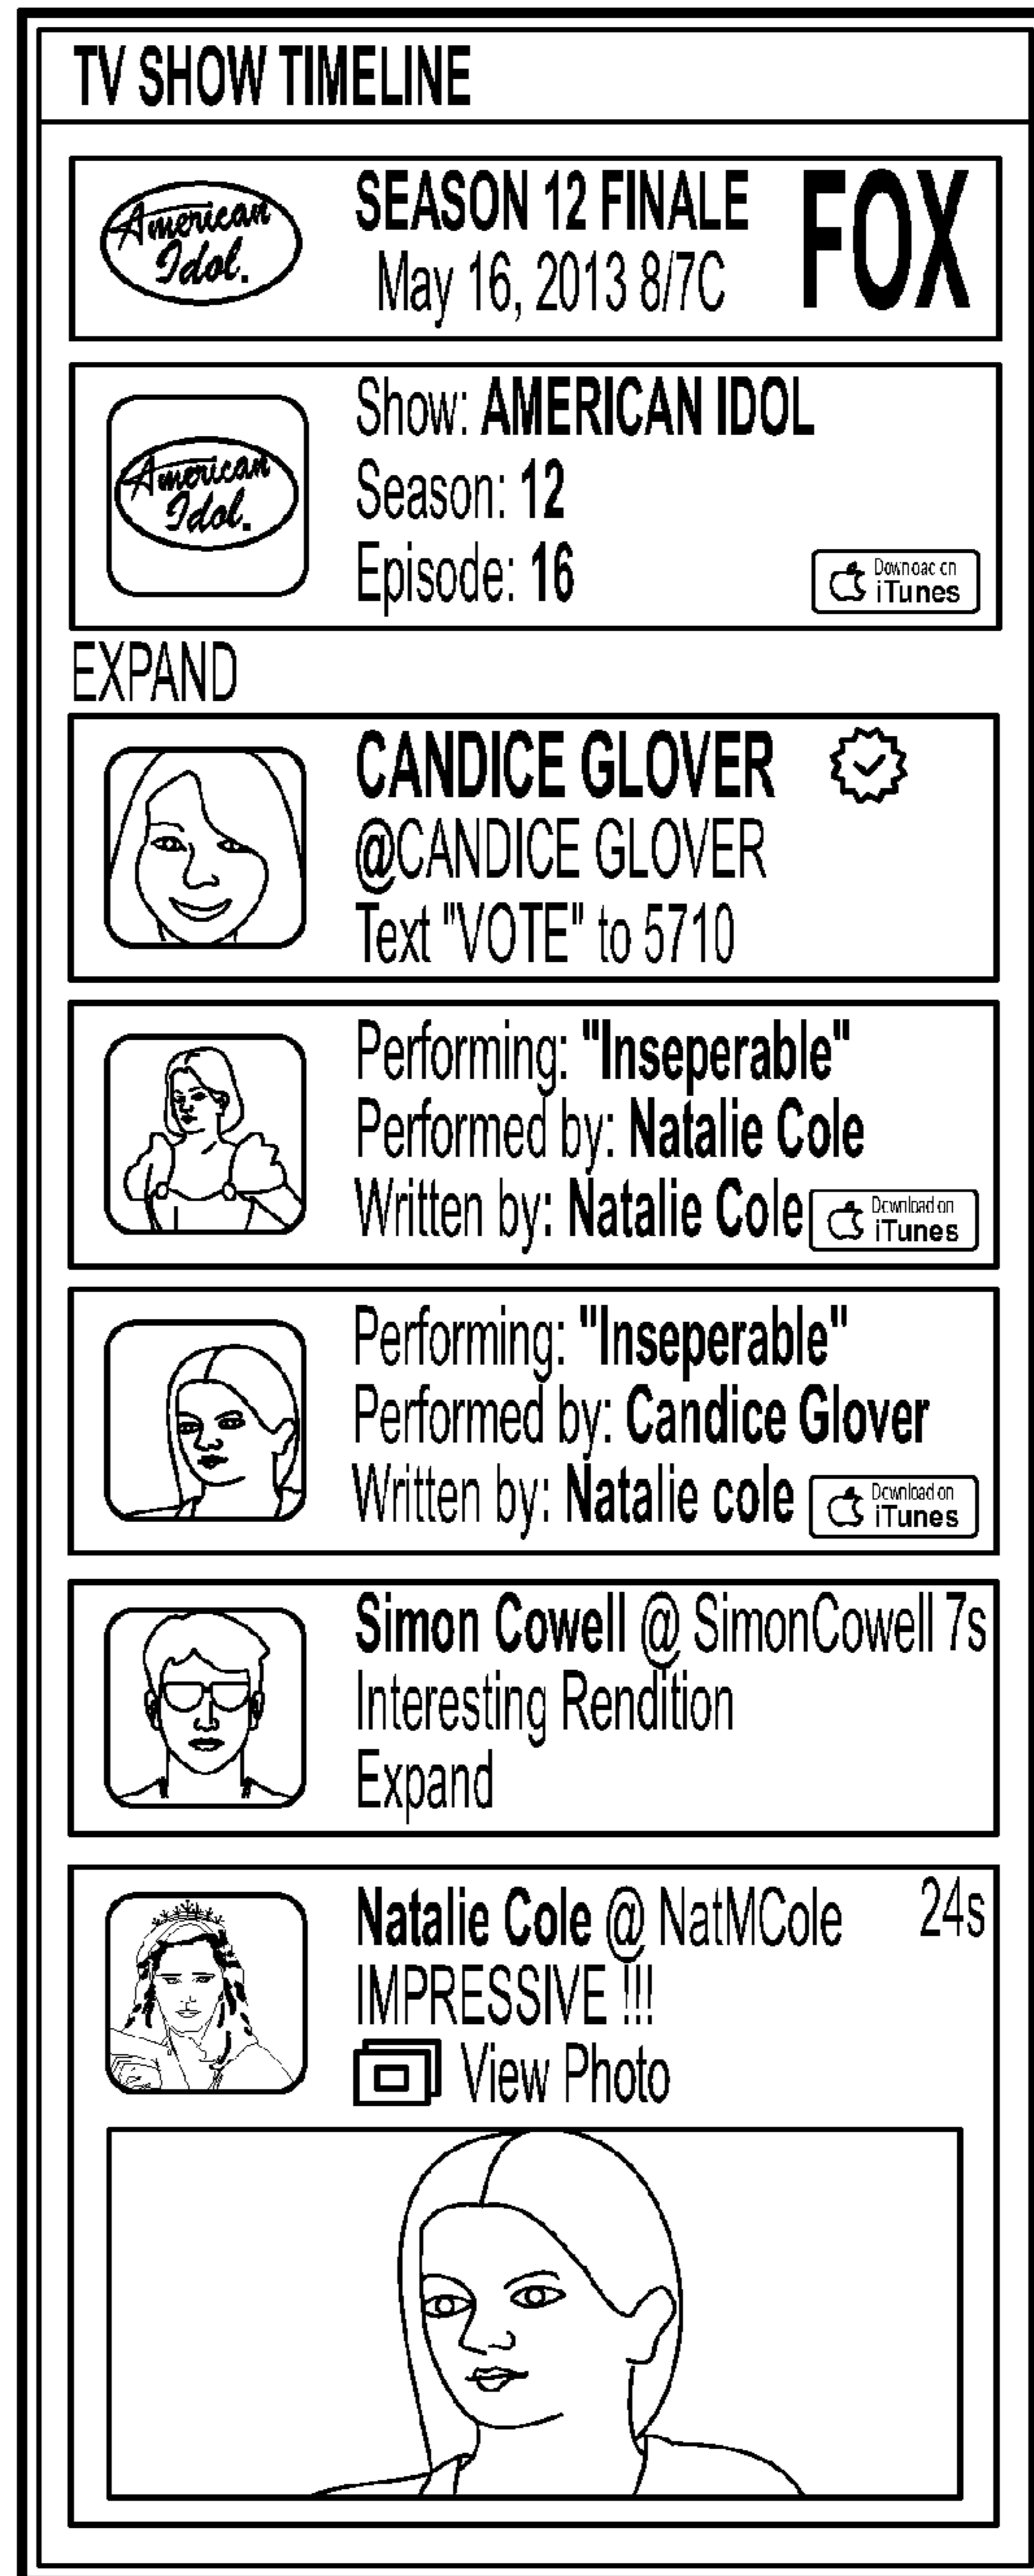 TV SHOW TIMELINE
American
Idol.
SEASON 12 FINALE
May 16, 2013 8/7C
FOX
American
Idol.
Show: AMERICAN IDOL
Season: 12
Episode: 16
Downoac cn
iTunes
EXPAND
CANDICE GLOVER
@CANDICE GLOVER
Text "VOTE" to 5710
Performing: "Inseperable"
Performed by: Natalie Cole
Written by: Natalie Cole
Download on
iTunes
Performing: "Inseperable"
Performed by: Candice Glover
Written by: Natalie cole
Download on
iTunes
Simon Cowell @ SimonCowell 7s
Interesting Rendition
Expand
Natalie Cole @ NatMCole 24s
IMPRESSIVE !!!
View Photo